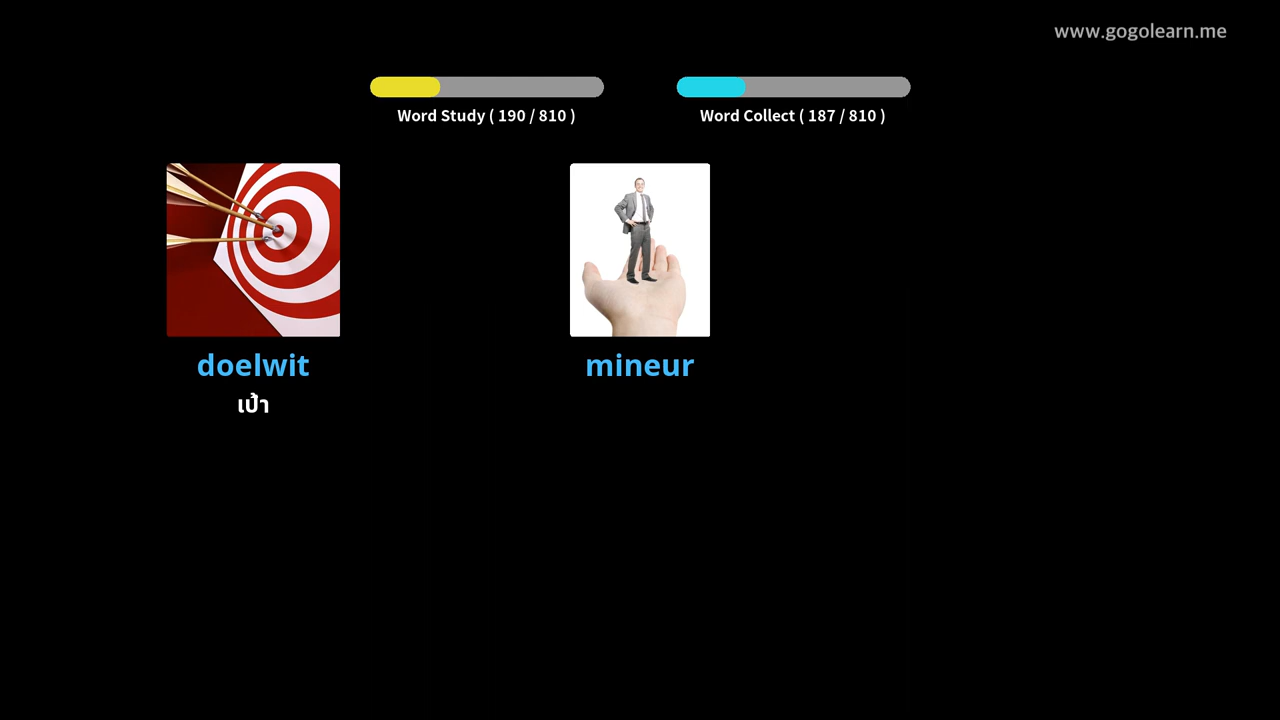 www.gogolearn.me
Word Study ( 190 / 810 )
Word Collect ( 187 / 810 )
doelwit
เป้า
mineur